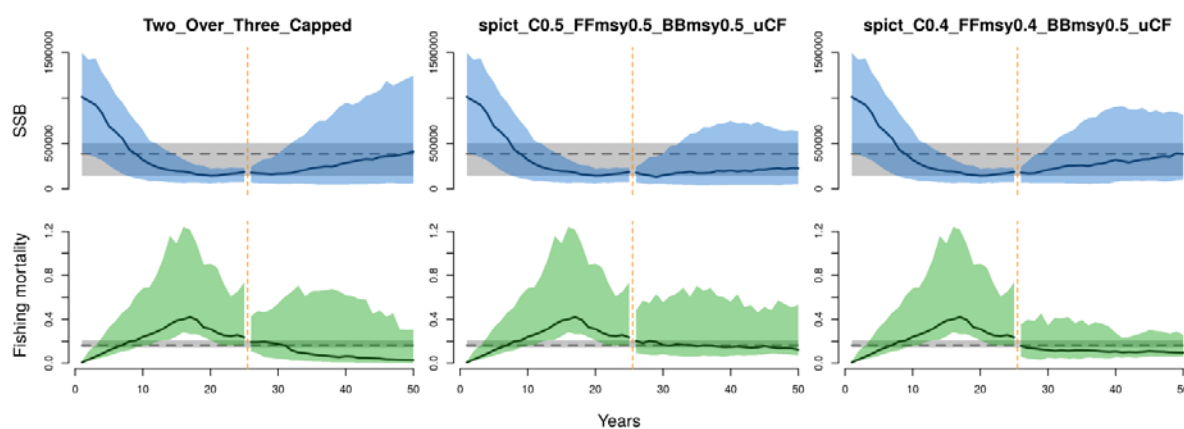 Two_Over_Three_Capped
spict_C0.5_FFmsy0.5_BBmsy0.5_uCF
spict_C0.4_FFmsy0.4_BBmsy0.5_uCF
SSB
1500000
500000
0
1500000
500000
0
1500000
500000
0
Fishing mortality
1.2
0.8
0.4
0.0
1.2
0.8
0.4
0.0
1.2
0.8
0.4
0.0
0 10 20 30 40 50
0 10 20 30 40 50
0 10 20 30 40 50
Years